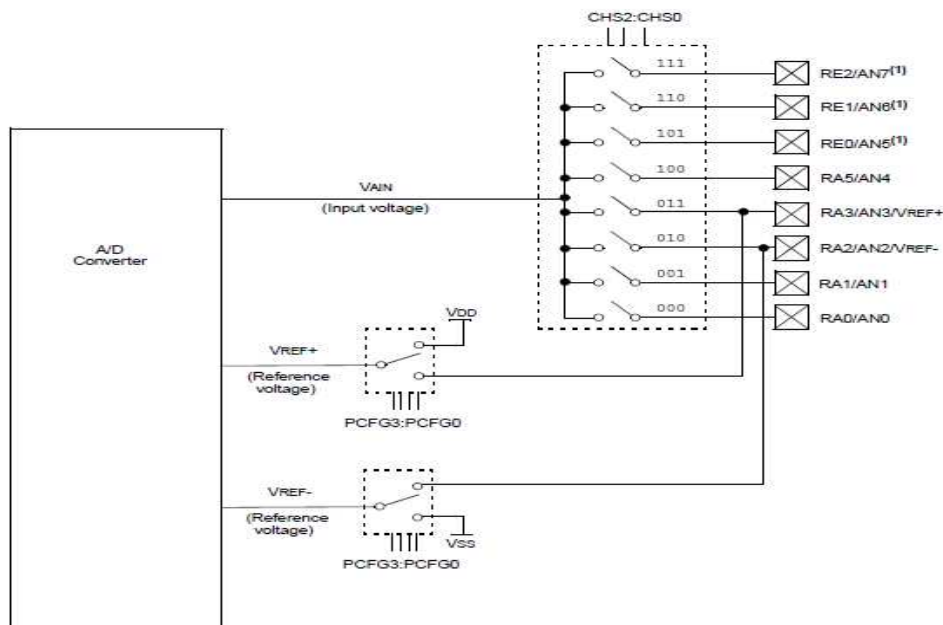 CHS2:CHS0
111
RE2/AN7(1)
110
RE1/AN6(1)
101
RE0/AN5(1)
100
RA5/AN4
VAIN
(Input voltage)
011
RA3/AN3/VREF+
A/D
Converter
010
RA2/AN2/VREF-
001
RA1/AN1
000
RA0/AN0
VDD
VREF+
(Reference
voltage)
PCFG3:PCFG0
VREF-
(Reference
voltage)
VSS
PCFG3:PCFG0